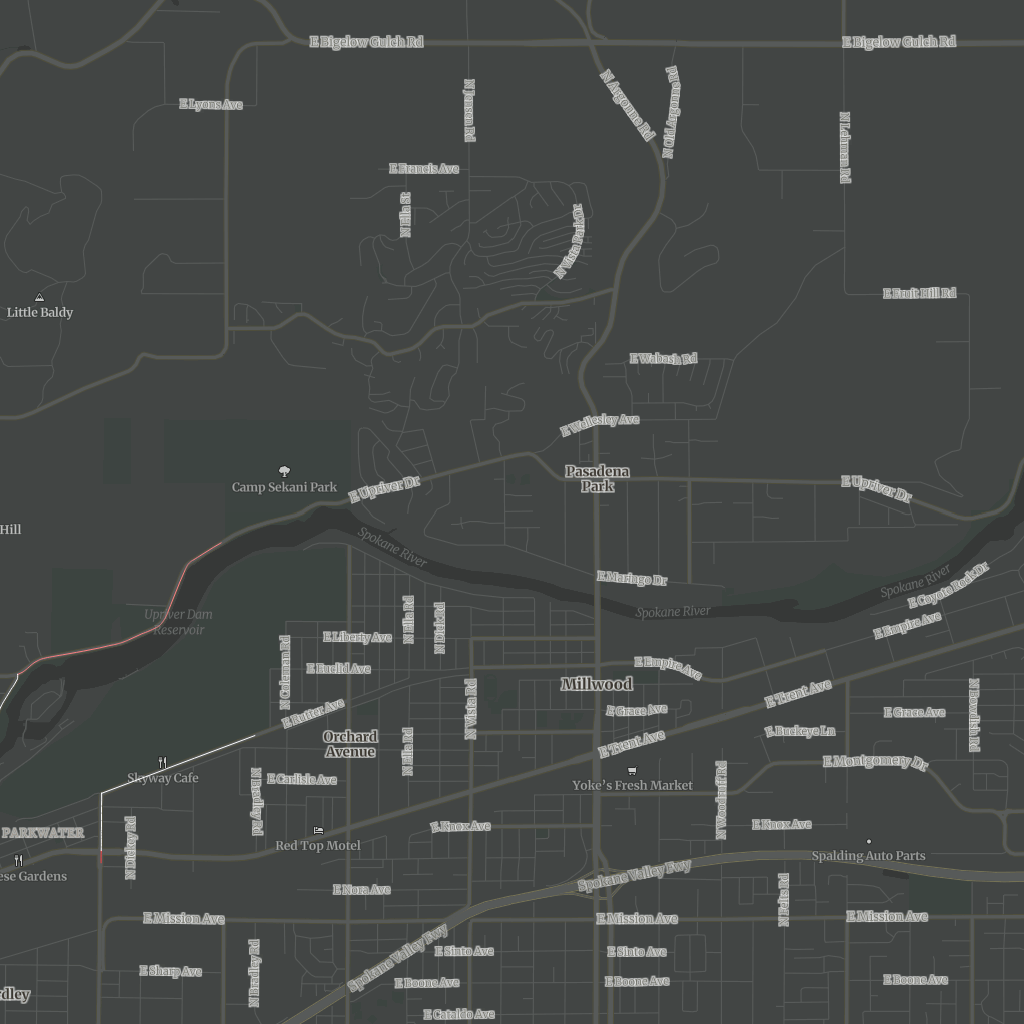 E Bigelow Gulch Rd
E Bigelow Gulch Rd
E Lyons Ave
N Jensen Rd
N Argonne Rd
N Old Argonne Rd
N Lehman Rd
E Francis Ave
N Ella St
N Vista Park Dr
Little Baldy
E Fruit Hill Rd
E Wabash Rd
E Wellesley Ave
Pasadena
Park
Camp Sekani Park
E Upriver Dr
E Upriver Dr
Hill
Spokane River
E Maringo Dr
Spokane River
Spokane River
E Coyote Rock Dr
E Empire Ave
Upriver Dam
Reservoir
N Ella Rd
N Dick Rd
E Liberty Ave
N Coleman Rd
E Euclid Ave
E Empire Ave
Millwood
E Trent Ave
N Vista Rd
E Rutter Ave
E Grace Ave
E Grace Ave
N Bowdish Rd
Orchard
Avenue
E Buckeye Ln
E Trent Ave
N Ella Rd
Skyway Cafe
E Carlisle Ave
Yoke's Fresh Market
E Montgomery Dr
N Bradley Rd
N Woodruff Rd
PARKWATER
N Dickey Rd
Red Top Motel
E Knox Ave
E Knox Ave
Spalding Auto Parts
ese Gardens
Spokane Valley Fwy
E Nora Ave
N Bates Rd
E Mission Ave
E Mission Ave
E Mission Ave
Spokane Valley Fwy
E Sinto Ave
E Sinto Ave
N Bradley Rd
E Sharp Ave
E Boone Ave
E Boone Ave
E Boone Ave
dley
E Cataldo Ave